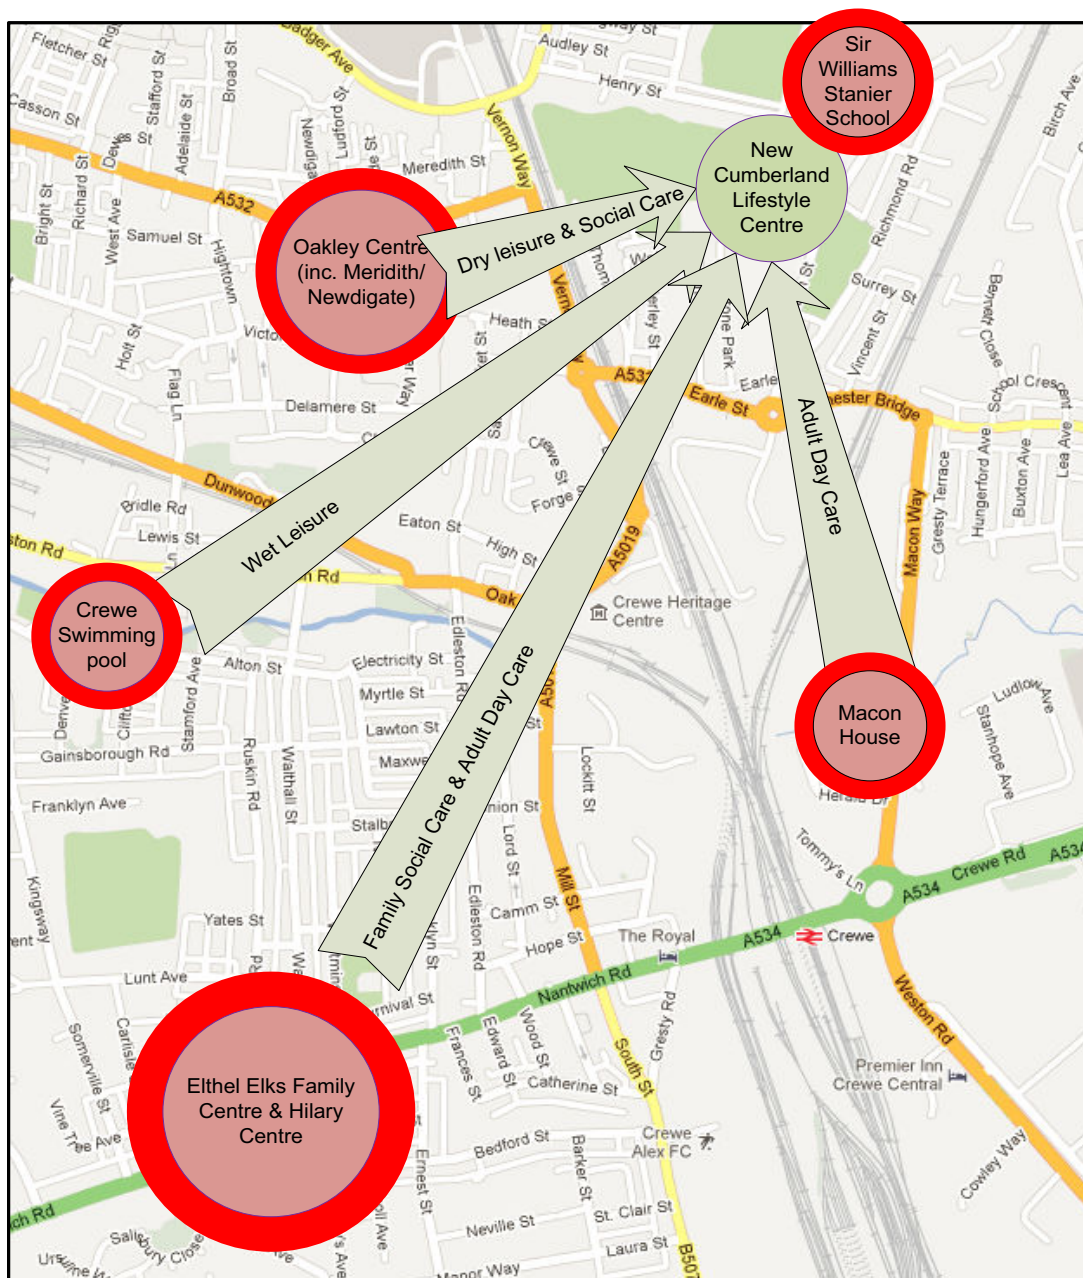 Sir
Williams
Stanier
School
New
Cumberland
Lifestyle
Centre
Oakley Centre
(inc. Meridith/
Newdigate)
Dry leisure & Social Care
Wet Leisure
Family Social Care & Adult Day Care
Adult Day Care
Crewe
Swimming
pool
Macon
House
Elthel Elks Family
Centre & Hilary
Centre
Badger Ave
Fletcher St
Broad St
Stafford St
Adelaide St
Casson St
Richard St
West Ave
Bright St
Samuel St
Hightown
A532
Ludford St
Meredith St
Vernon Way
Audley St
Henry St
Richmond Rd
Birch Ave
Surrey St
Vincent St
Bennett Close
School Crescent
Earle St
Macon Way
Gresty Terrace
Hungerford Ave
Buxton Ave
Lea Ave
Holt St
Flag Ln
Heath St
Delamere St
Bridle Rd
Lewis St
Eaton St
High St
A5019
Crewe Heritage
Centre
Alton St
Electricity St
Myrtle St
Lawton St
Edleston Rd
Stamford Ave
Gainsborough Rd
Ruskin Rd
Walthall St
Franklyn Ave
Lockitt St
Lord St
Mill St
Ludlow Ave
Stanhope Ave
Herald Dr
Tommy's Ln
A534
Crewe Rd
A534
Kingsway
Yates St
Lunt Ave
Edleston Rd
Camm St
Hope St
The Royal
A534
Crewe
Nantwich Rd
Gresty Rd
Weston Rd
Somerville St
Frances St
Edward St
Wood St
Catherine St
South St
Premier Inn
Crewe Central
Bedford St
Barker St
Crewe
Alex FC
Cowley Way
Ernest St
Neville St
St. Clair St
Laura St
Manor Way